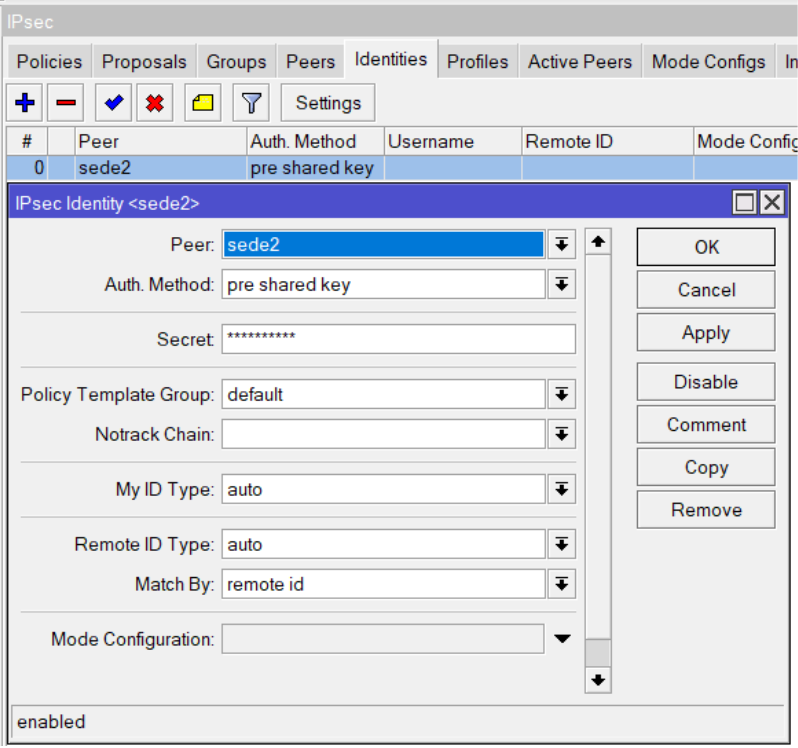 IPsec
Policies Proposals Groups Peers Identities Profiles Active Peers Mode Configs In
Settings
# Peer Auth. Method Username Remote ID Mode Config
0 sede2 pre shared key
IPsec Identity <sede2>
Peer: sede2
OK
Auth. Method: pre shared key
Cancel
Secret: **********
Apply
Policy Template Group: default
Disable
Notrack Chain:
Comment
Copy
My ID Type: auto
Remove
Remote ID Type: auto
Match By: remote id
Mode Configuration:
enabled